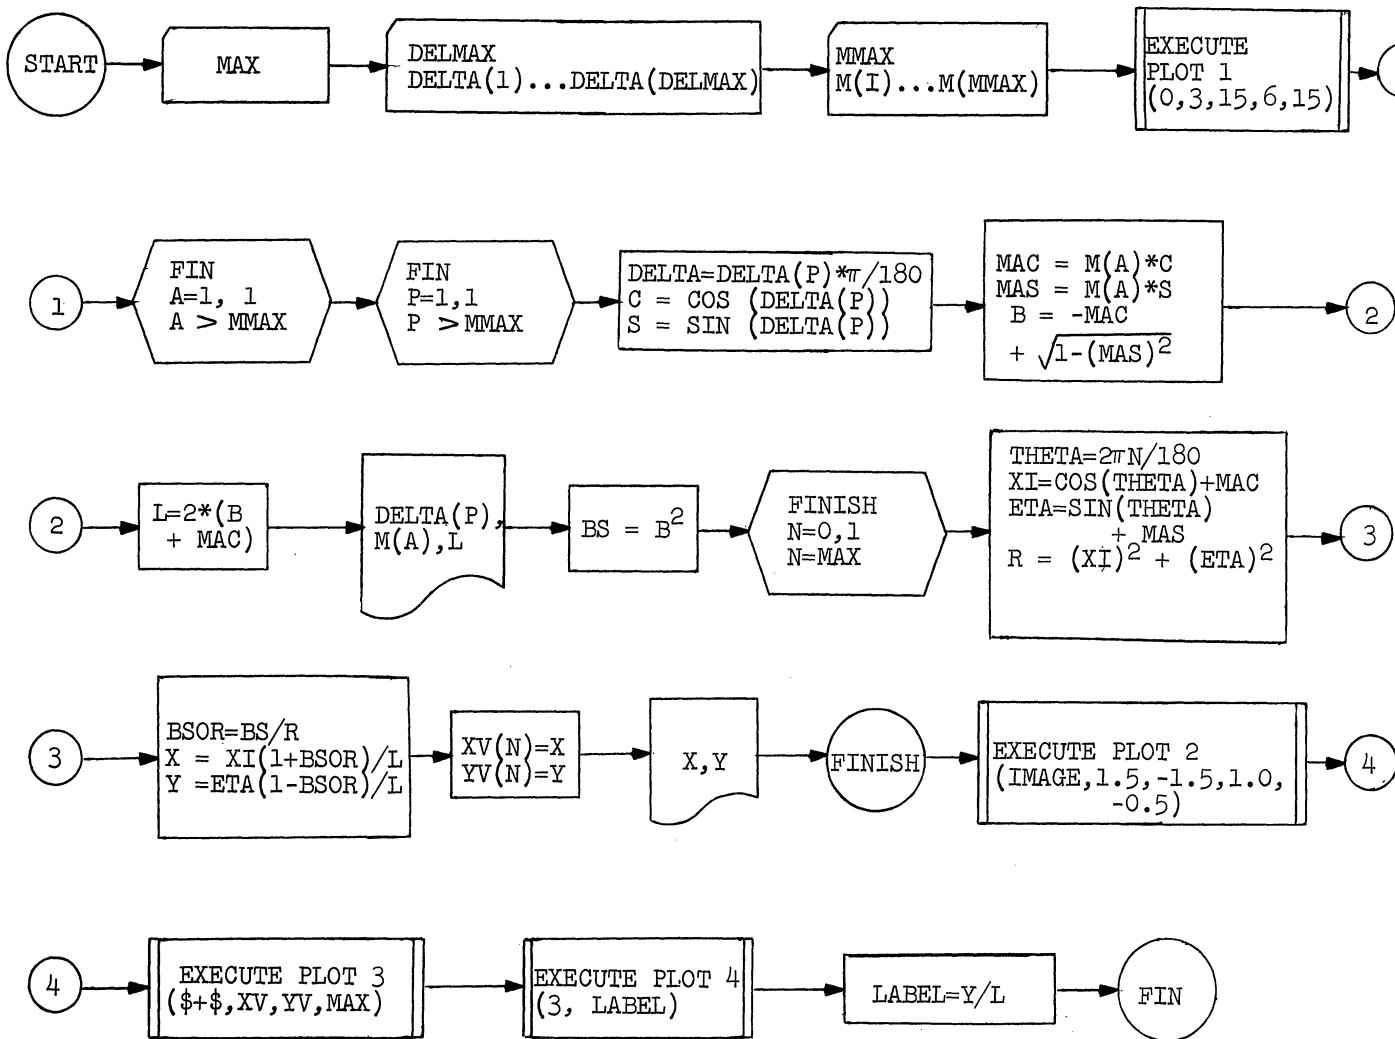 START
MAX
DELMAX
DELTA(1)...DELTA(DELMAX)
MMAX
M(I)...M(MMAX)
EXECUTE
PLOT 1
(0,3,15,6,15)
1
FIN
A=1, 1
A > MMAX
FIN
P=1,1
P > MMAX
DELTA=DELTA(P)*π/180
C = COS (DELTA(P))
S = SIN (DELTA(P))
MAC = M(A)*C
MAS = M(A)*S
B = -MAC
+ √1-(MAS)²
2
2
L=2*(B
+ MAC)
DELTA(P),
M(A),L
BS = B²
FINISH
N=0,1
N=MAX
THETA=2πN/180
XI=COS(THETA)+MAC
ETA=SIN(THETA)
+ MAS
R = (XI)² + (ETA)²
3
3
BSOR=BS/R
X = XI(1+BSOR)/L
Y =ETA(1-BSOR)/L
XV(N)=X
YV(N)=Y
X,Y
FINISH
EXECUTE PLOT 2
(IMAGE,1.5,-1.5,1.0,
-0.5)
4
4
EXECUTE PLOT 3
($+$,XV,YV,MAX)
EXECUTE PLOT 4
(3, LABEL)
LABEL=Y/L
FIN